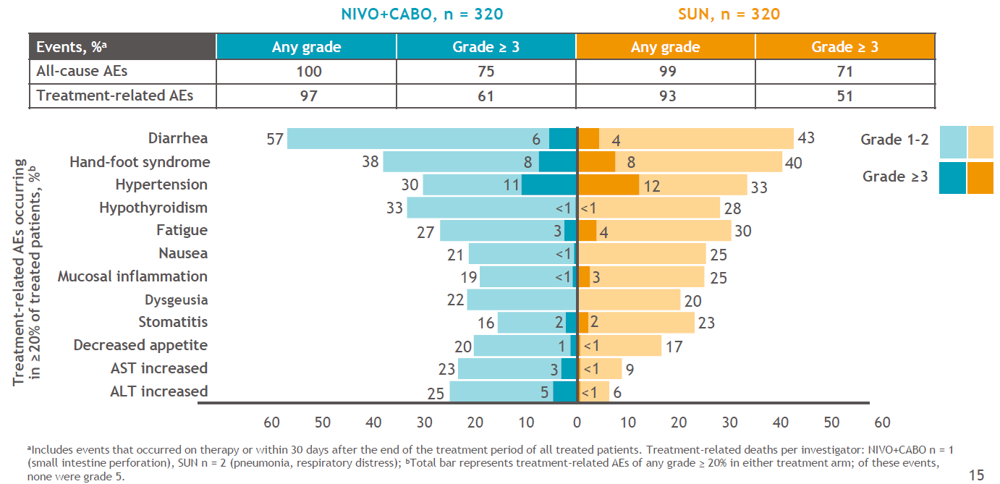 NIVO+CABO, n = 320 SUN, n = 320
Events, %ᵃ Any grade Grade ≥ 3 Any grade Grade ≥ 3
All-cause AEs 100 75 99 71
Treatment-related AEs 97 61 93 51
Treatment-related AEs occurring
in ≥20% of treated patients, %ᵇ
Diarrhea 57 6 4 43
Hand-foot syndrome 38 8 8 40
Hypertension 30 11 12 33
Hypothyroidism 33 <1 <1 28
Fatigue 27 3 4 30
Nausea 21 <1 25
Mucosal inflammation 19 <1 3 25
Dysgeusia 22 20
Stomatitis 16 2 2 23
Decreased appetite 20 1 <1 17
AST increased 23 3 <1 9
ALT increased 25 5 <1 6
Grade 1-2
Grade ≥3
60 50 40 30 20 10 0 10 20 30 40 50 60
ᵃIncludes events that occurred on therapy or within 30 days after the end of the treatment period of all treated patients. Treatment-related deaths per investigator: NIVO+CABO n = 1
(small intestine perforation), SUN n = 2 (pneumonia, respiratory distress); ᵇTotal bar represents treatment-related AEs of any grade ≥ 20% in either treatment arm; of these events,
none were grade 5.
15